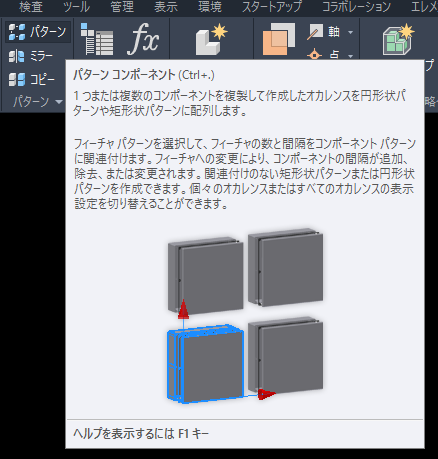 検査 ツール 管理 表示 環境 スタートアップ コラボレーション エレメ
パターン
fx
軸
ミラー
点
コピー
パターン
パターン コンポーネント (Ctrl+.)
1 つまたは複数のコンポーネントを複製して作成したオカレンスを円形状パ
ターンや矩形状パターンに配列します。
フィーチャ パターンを選択して、フィーチャの数と間隔をコンポーネント パターン
に関連付けます。フィーチャへの変更により、コンポーネントの間隔が追加、
除去、または変更されます。関連付けのない矩形状パターンまたは円形状
パターンを作成できます。個々のオカレンスまたはすべてのオカレンスの表示
設定を切り替えることができます。
ヘルプを表示するには F1 キー